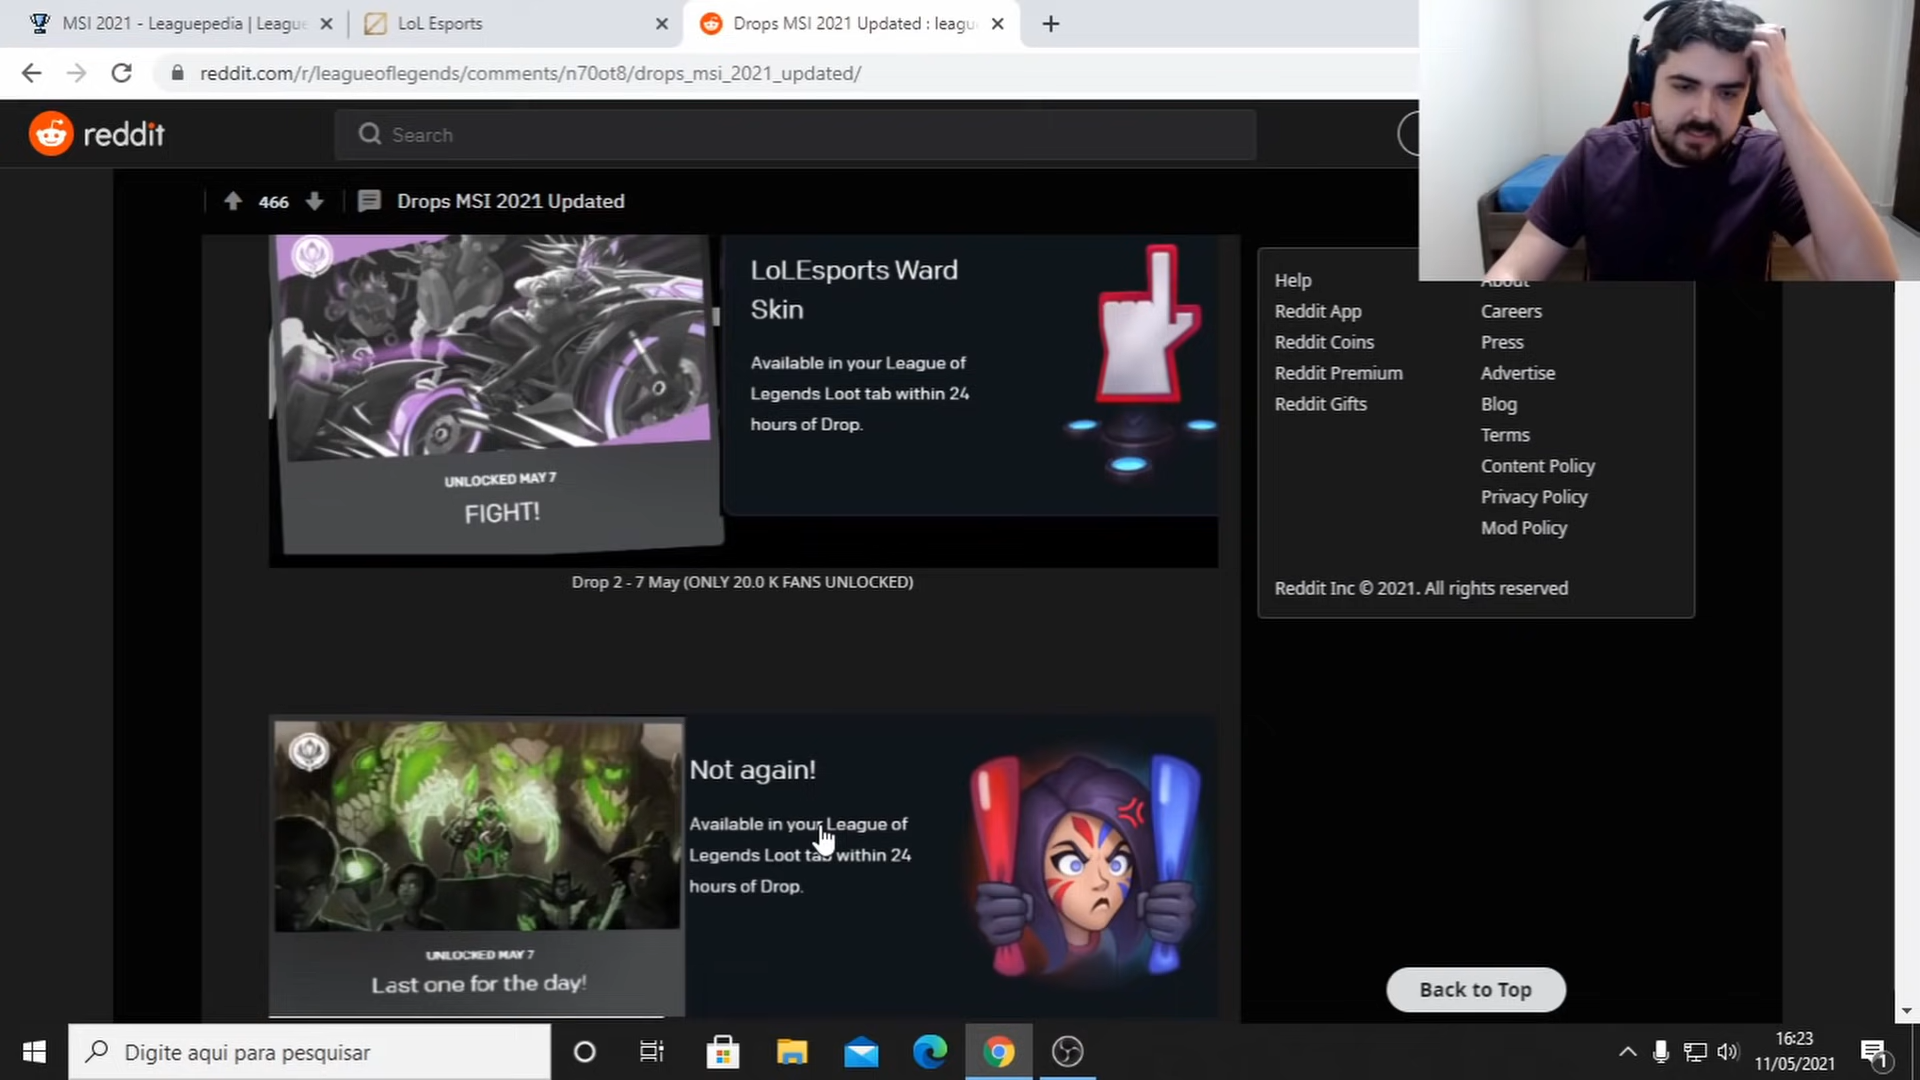 MSI 2021 - Leaguepedia | League
LoL Esports
Drops MSI 2021 Updated : leagu
reddit.com/r/leagueoflegends/comments/n70ot8/drops_msi_2021_updated/
reddit
Search
466
Drops MSI 2021 Updated
LoLEsports Ward
Skin
Available in your League of
Legends Loot tab within 24
hours of Drop.
UNLOCKED MAY 7
FIGHT!
Drop 2 - 7 May (ONLY 20.0 K FANS UNLOCKED)
Not again!
Available in your League of
Legends Loot tab within 24
hours of Drop.
UNLOCKED MAY 7
Last one for the day!
Help
About
Reddit App
Careers
Reddit Coins
Press
Reddit Premium
Advertise
Reddit Gifts
Blog
Terms
Content Policy
Privacy Policy
Mod Policy
Reddit Inc © 2021. All rights reserved
Back to Top
Digite aqui para pesquisar
16:23
11/05/2021
1